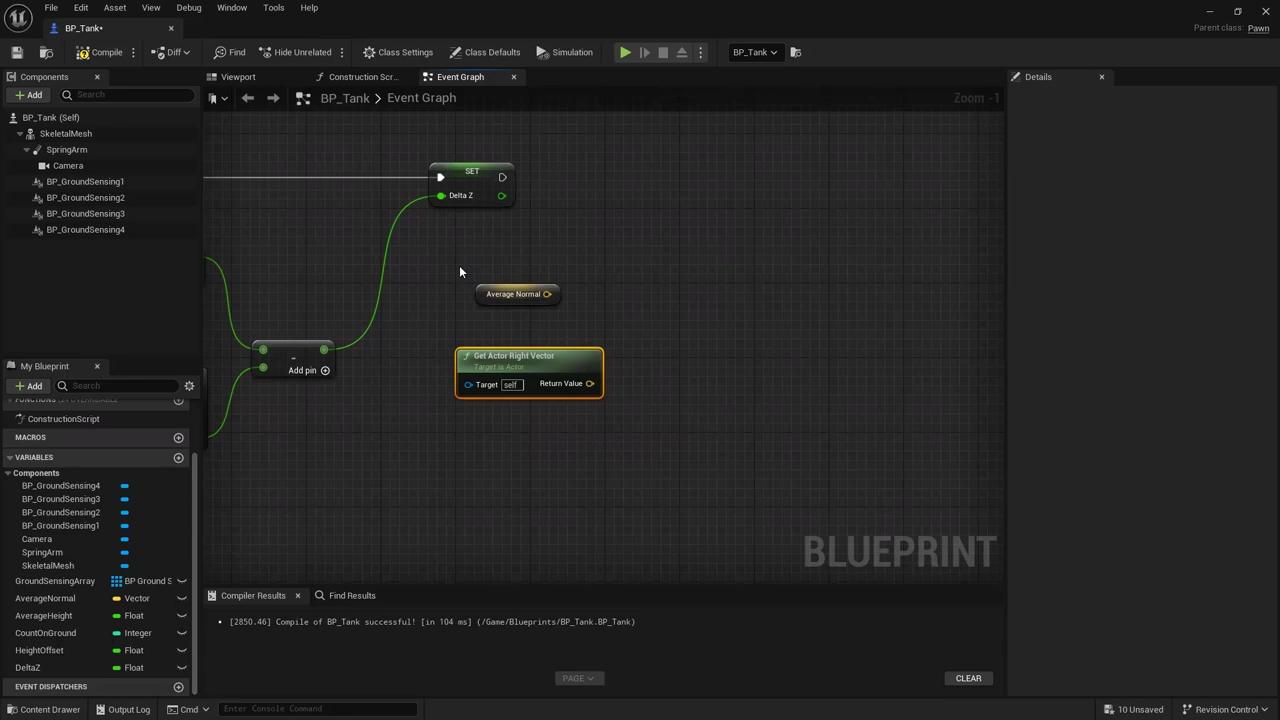 File Edit Asset View Debug Window Tools Help
BP_Tank•
Parent class: Pawn
Compile Diff Find Hide Unrelated Class Settings Class Defaults Simulation BP_Tank
Components Viewport Construction Scr... Event Graph Details
Add Search
BP_Tank > Event Graph Zoom -1
BP_Tank (Self)
SkeletalMesh
SpringArm
Camera
BP_GroundSensing1
BP_GroundSensing2
BP_GroundSensing3
BP_GroundSensing4
SET
Delta Z
Average Normal
Get Actor Right Vector
Target is Actor
Target self Return Value
-
Add pin
My Blueprint
Add Search
ConstructionScript
MACROS
VARIABLES
Components
BP_GroundSensing4
BP_GroundSensing3
BP_GroundSensing2
BP_GroundSensing1
Camera
SpringArm
SkeletalMesh
GroundSensingArray BP Ground S
AverageNormal Vector
AverageHeight Float
CountOnGround Integer
HeightOffset Float
DeltaZ Float
EVENT DISPATCHERS
BLUEPRINT
Compiler Results Find Results
• [2850.46] Compile of BP_Tank successful! [in 104 ms] (/Game/Blueprints/BP_Tank.BP_Tank)
PAGE CLEAR
Content Drawer Output Log Cmd Enter Console Command 10 Unsaved Revision Control